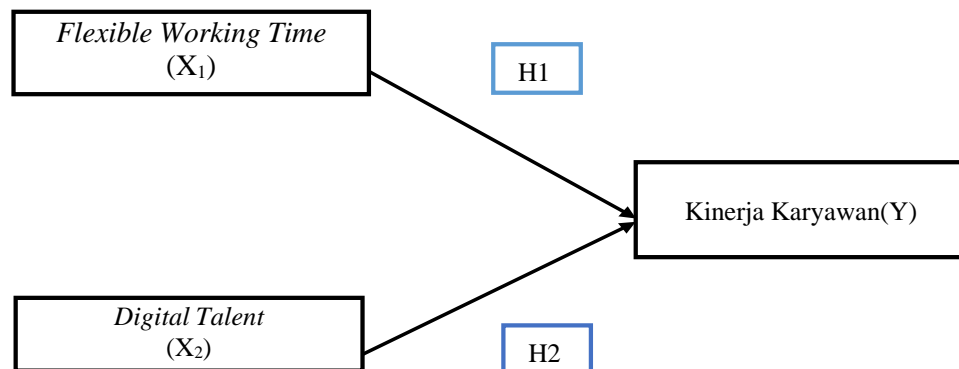 Flexible Working Time
(X₁)
H1
Kinerja Karyawan(Y)
Digital Talent
(X₂)
H2